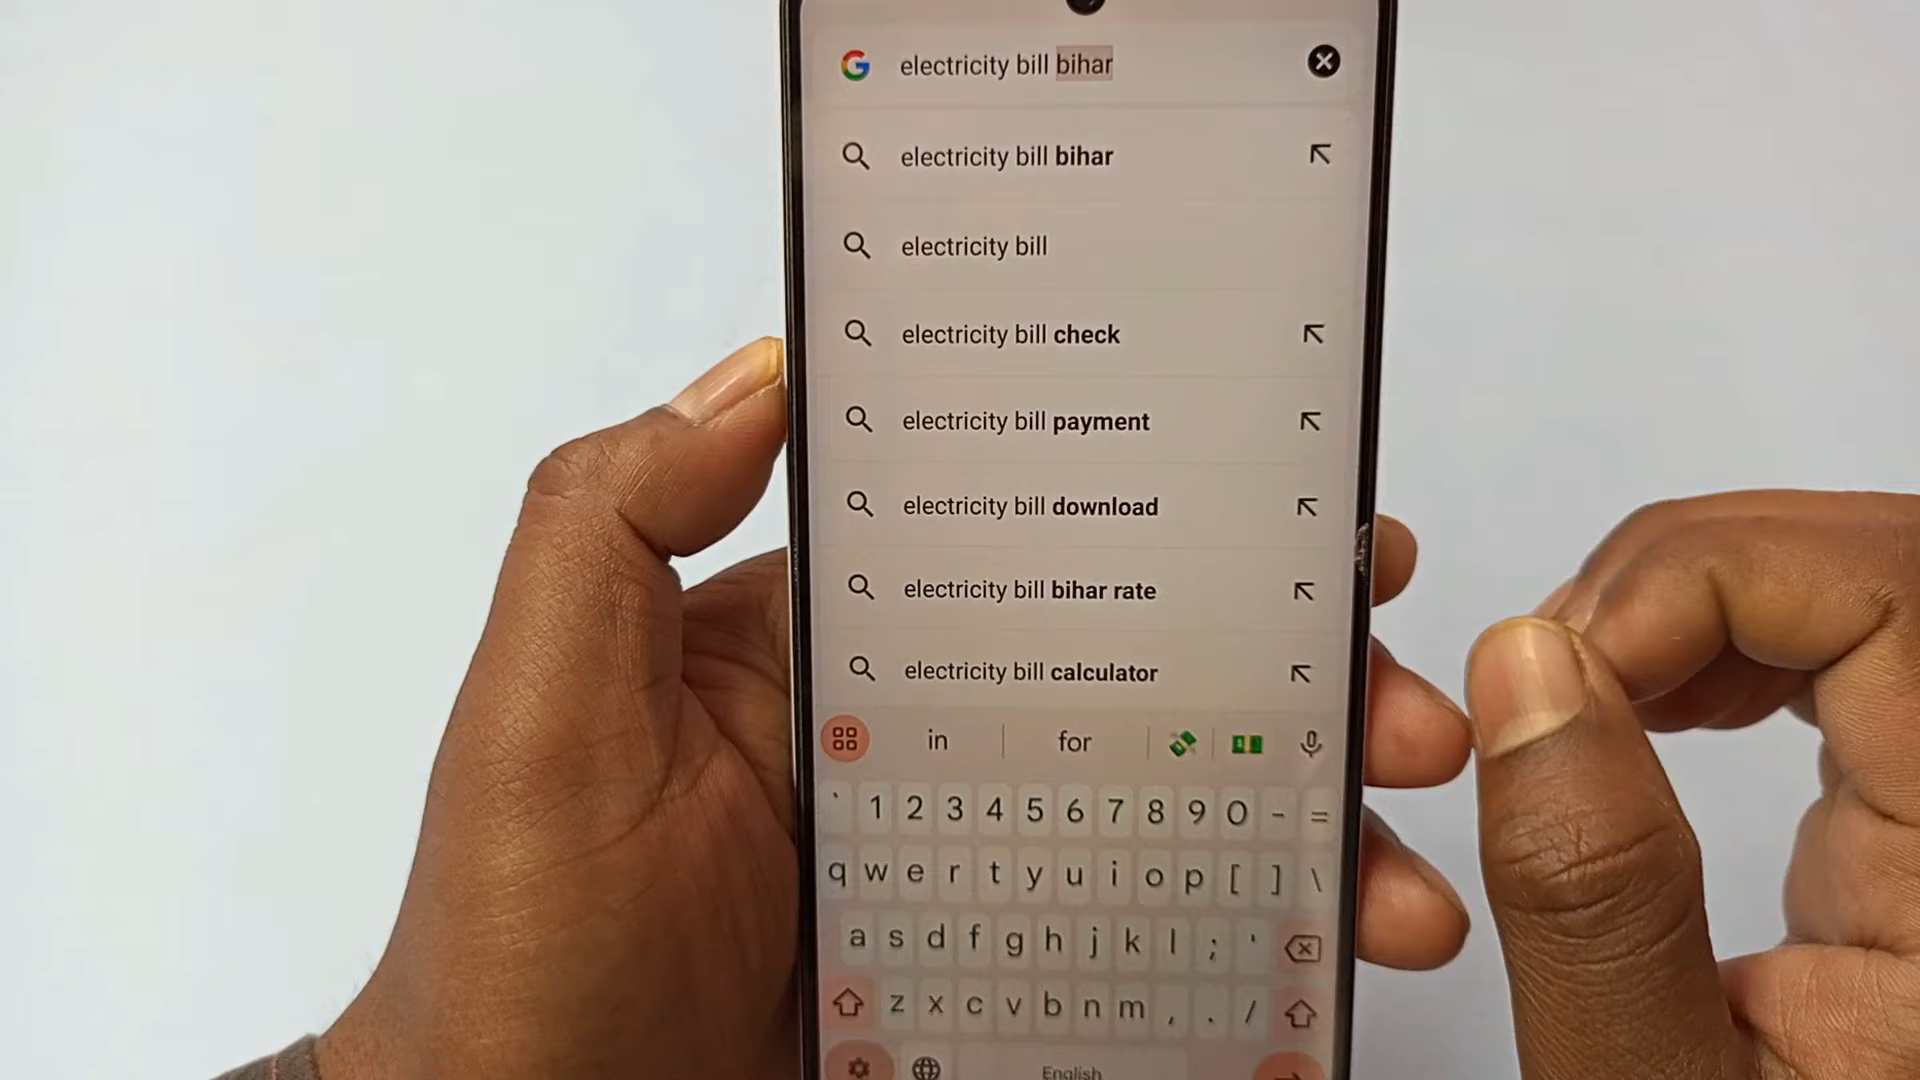 electricity bill bihar
electricity bill bihar
electricity bill
electricity bill check
electricity bill payment
electricity bill download
electricity bill bihar rate
electricity bill calculator
in for
` 1 2 3 4 5 6 7 8 9 0 - =
q w e r t y u i o p [ ] \
a s d f g h j k l ; '
z x c v b n m , . /
English